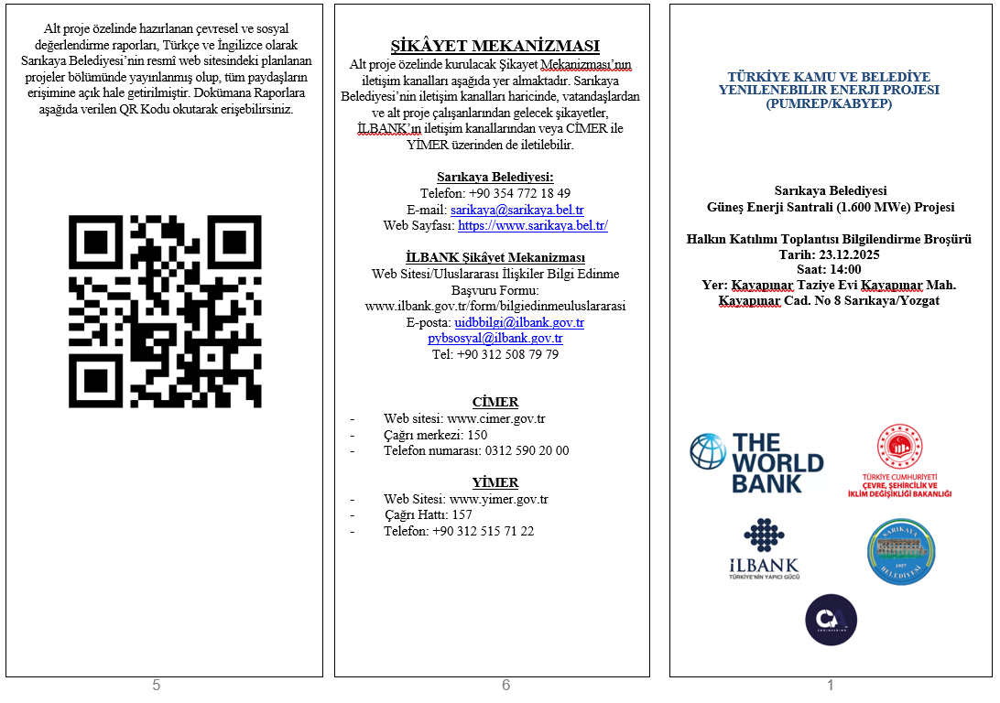 Alt proje özelinde hazırlanan çevresel ve sosyal
değerlendirme raporları, Türkçe ve İngilizce olarak
Sarıkaya Belediyesi’nin resmî web sitesindeki planlanan
projeler bölümünde yayınlanmış olup, tüm paydaşların
erişimine açık hale getirilmiştir. Dokümana Raporlara
aşağıda verilen QR Kodu okutarak erişebilirsiniz.
5
ŞİKÂYET MEKANİZMASI
Alt proje özelinde kurulacak Şikayet Mekanizması’nın
iletişim kanalları aşağıda yer almaktadır. Sarıkaya
Belediyesi’nin iletişim kanalları haricinde, vatandaşlardan
ve alt proje çalışanlarından gelecek şikayetler,
İLBANK’ın iletişim kanallarından veya CİMER ile
YİMER üzerinden de iletilebilir.
Sarıkaya Belediyesi:
Telefon: +90 354 772 18 49
E-mail: sarikaya@sarikaya.bel.tr
Web Sayfası: https://www.sarikaya.bel.tr/
İLBANK Şikâyet Mekanizması
Web Sitesi/Uluslararası İlişkiler Bilgi Edinme
Başvuru Formu:
www.ilbank.gov.tr/form/bilgiedinmeuluslararasi
E-posta: uidbbilgi@ilbank.gov.tr
pybsosyal@ilbank.gov.tr
Tel: +90 312 508 79 79
CİMER
- Web sitesi: www.cimer.gov.tr
- Çağrı merkezi: 150
- Telefon numarası: 0312 590 20 00
YİMER
- Web Sitesi: www.yimer.gov.tr
- Çağrı Hattı: 157
- Telefon: +90 312 515 71 22
6
TÜRKİYE KAMU VE BELEDİYE
YENİLENEBILIR ENERJİ PROJESI
(PUMREP/KABYEP)
Sarıkaya Belediyesi
Güneş Enerji Santrali (1.600 MWe) Projesi
Halkın Katılımı Toplantısı Bilgilendirme Broşürü
Tarih: 23.12.2025
Saat: 14:00
Yer: Kayapınar Taziye Evi Kayapınar Mah.
Kayapınar Cad. No 8 Sarıkaya/Yozgat
THE
WORLD
BANK
TÜRKİYE CUMHURİYETİ
ÇEVRE, ŞEHİRCİLİK VE
İKLİM DEĞİŞİKLİĞİ BAKANLIĞI
İLBANK
TÜRKİYE'NİN YAPICI GÜCÜ
SARIKAYA
1957
BELEDİYESİ
CA
ENGINEERING
1